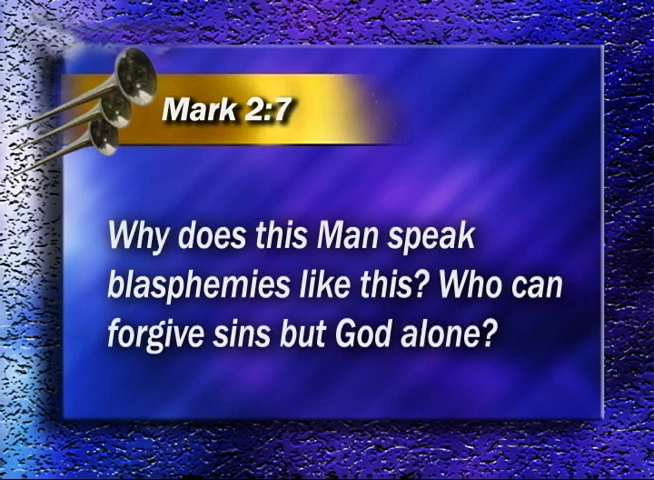 Mark 2:7
Why does this Man speak
blasphemies like this? Who can
forgive sins but God alone?